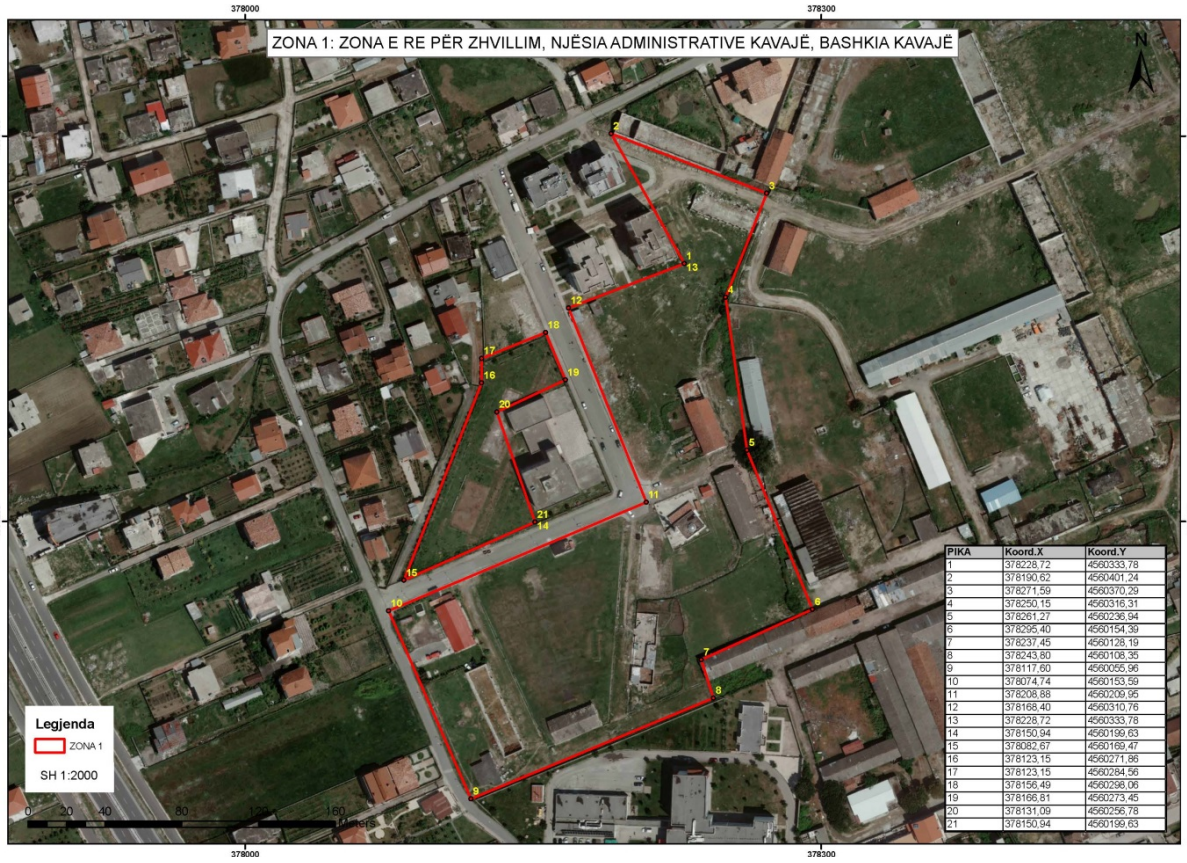 378000 378300
ZONA 1: ZONA E RE PËR ZHVILLIM, NJËSIA ADMINISTRATIVE KAVAJË, BASHKIA KAVAJË
N
2
3
1
13
4
12
18
17
16
19
20
5
11
21
14
15
10
6
7
8
9
PIKA Koord.X Koord.Y
1 378228,72 4560333,78
2 378190,62 4560401,24
3 378271,59 4560370,29
4 378250,15 4560316,31
5 378261,27 4560236,94
6 378295,40 4560154,39
7 378237,45 4560128,19
8 378243,80 4560108,35
9 378117,60 4560055,96
10 378074,74 4560153,59
11 378208,88 4560209,95
12 378168,40 4560310,76
13 378228,72 4560333,78
14 378150,94 4560199,63
15 378082,67 4560169,47
16 378123,15 4560271,86
17 378123,15 4560284,56
18 378156,49 4560298,06
19 378166,81 4560273,45
20 378131,09 4560256,78
21 378150,94 4560199,63
Legjenda
ZONA 1
SH 1:2000
0 20 40 80 120 160
Meters
378000 378300